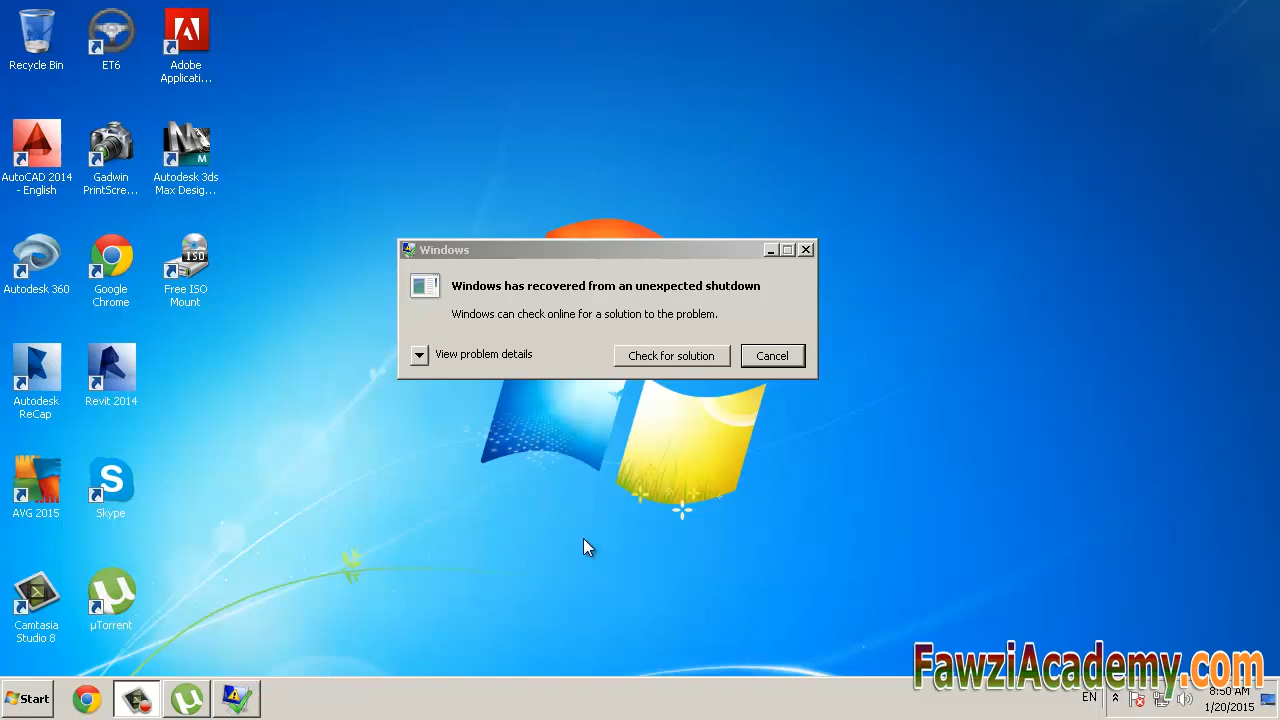 Recycle Bin
ET6
Adobe
Applicati...
AutoCAD 2014
- English
Gadwin
PrintScre...
Autodesk 3ds
Max Desig...
M
Autodesk 360
Google
Chrome
ISO
Free ISO
Mount
Autodesk
ReCap
Revit 2014
AVG 2015
Skype
Camtasia
Studio 8
µTorrent
Windows
Windows has recovered from an unexpected shutdown
Windows can check online for a solution to the problem.
View problem details
Check for solution
Cancel
FawziAcademy.com
Start
EN
8:50 AM
1/20/2015